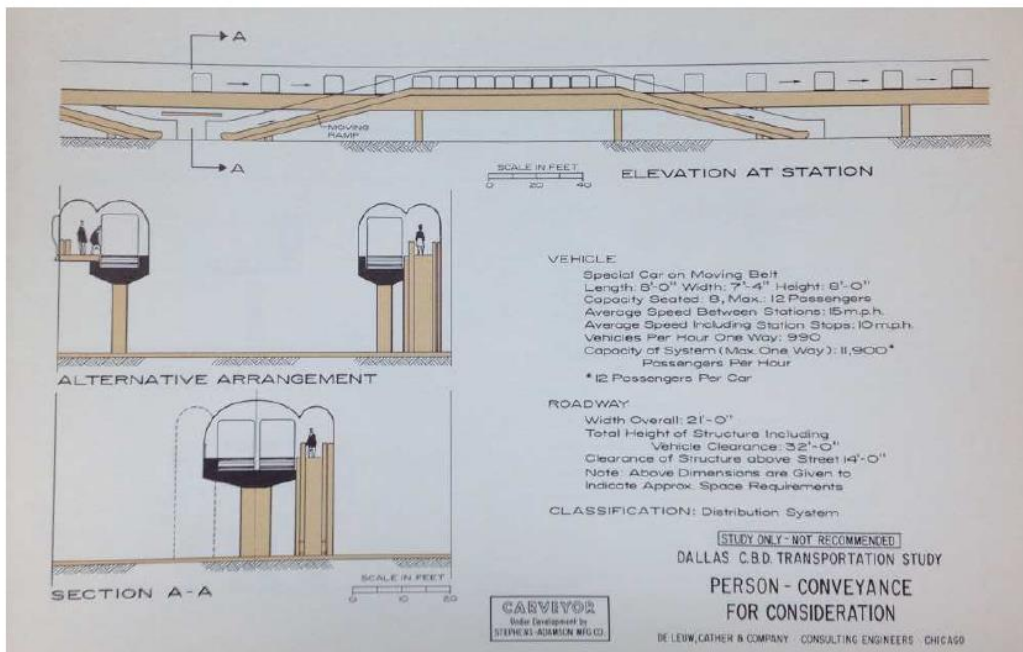 A
MOVING
RAMP
A
SCALE IN FEET
0 20 40
ELEVATION AT STATION
ALTERNATIVE ARRANGEMENT
VEHICLE
Special Car on Moving Belt
Length: 8'-0" Width: 7'-4" Height: 8'-0"
Capacity Seated: 8, Max.: 12 Passengers
Average Speed Between Stations: 15 m.p.h.
Average Speed Including Station Stops: 10 m.p.h.
Vehicles Per Hour One Way: 990
Capacity of System (Max. One Way): 11,900*
Passengers Per Hour
*12 Passengers Per Car
ROADWAY
Width Overall: 21'-0"
Total Height of Structure Including
Vehicle Clearance: 32'-0"
Clearance of Structure above Street 14'-0"
Note: Above Dimensions are Given to
Indicate Approx. Space Requirements
CLASSIFICATION: Distribution System
SECTION A-A
SCALE IN FEET
0 10 20
CARVEYOR
Under Development by
STEPHENS-ADAMSON MFG CO.
STUDY ONLY - NOT RECOMMENDED
DALLAS C.B.D. TRANSPORTATION STUDY
PERSON - CONVEYANCE
FOR CONSIDERATION
DE LEUW, CATHER & COMPANY CONSULTING ENGINEERS CHICAGO